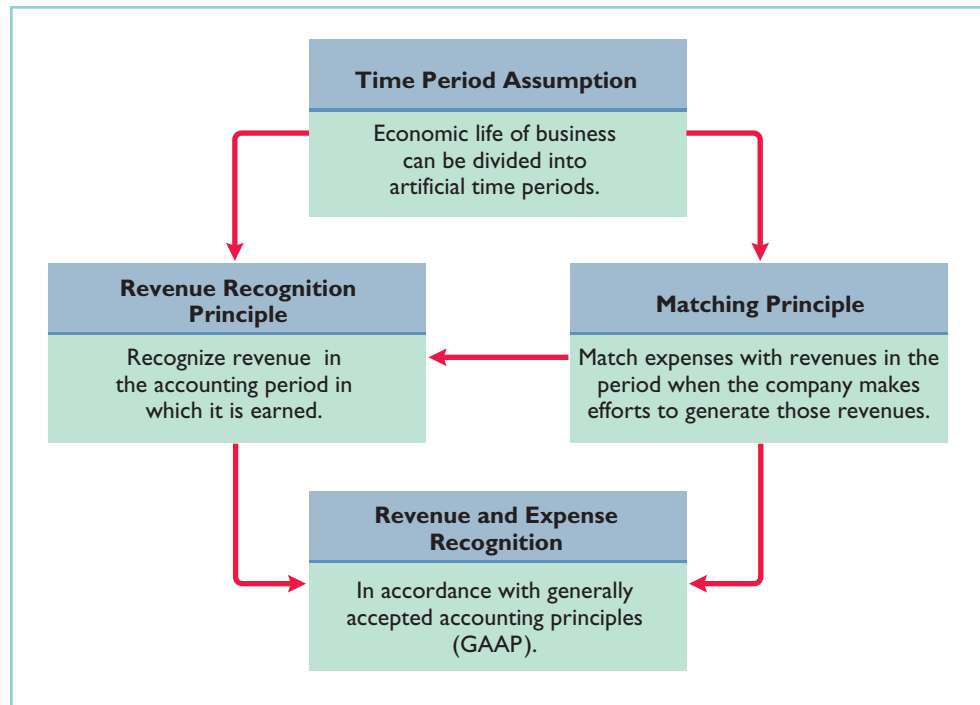 Time Period Assumption
Economic life of business
can be divided into
artificial time periods.
Revenue Recognition
Principle
Recognize revenue in
the accounting period in
which it is earned.
Matching Principle
Match expenses with revenues in the
period when the company makes
efforts to generate those revenues.
Revenue and Expense
Recognition
In accordance with generally
accepted accounting principles
(GAAP).